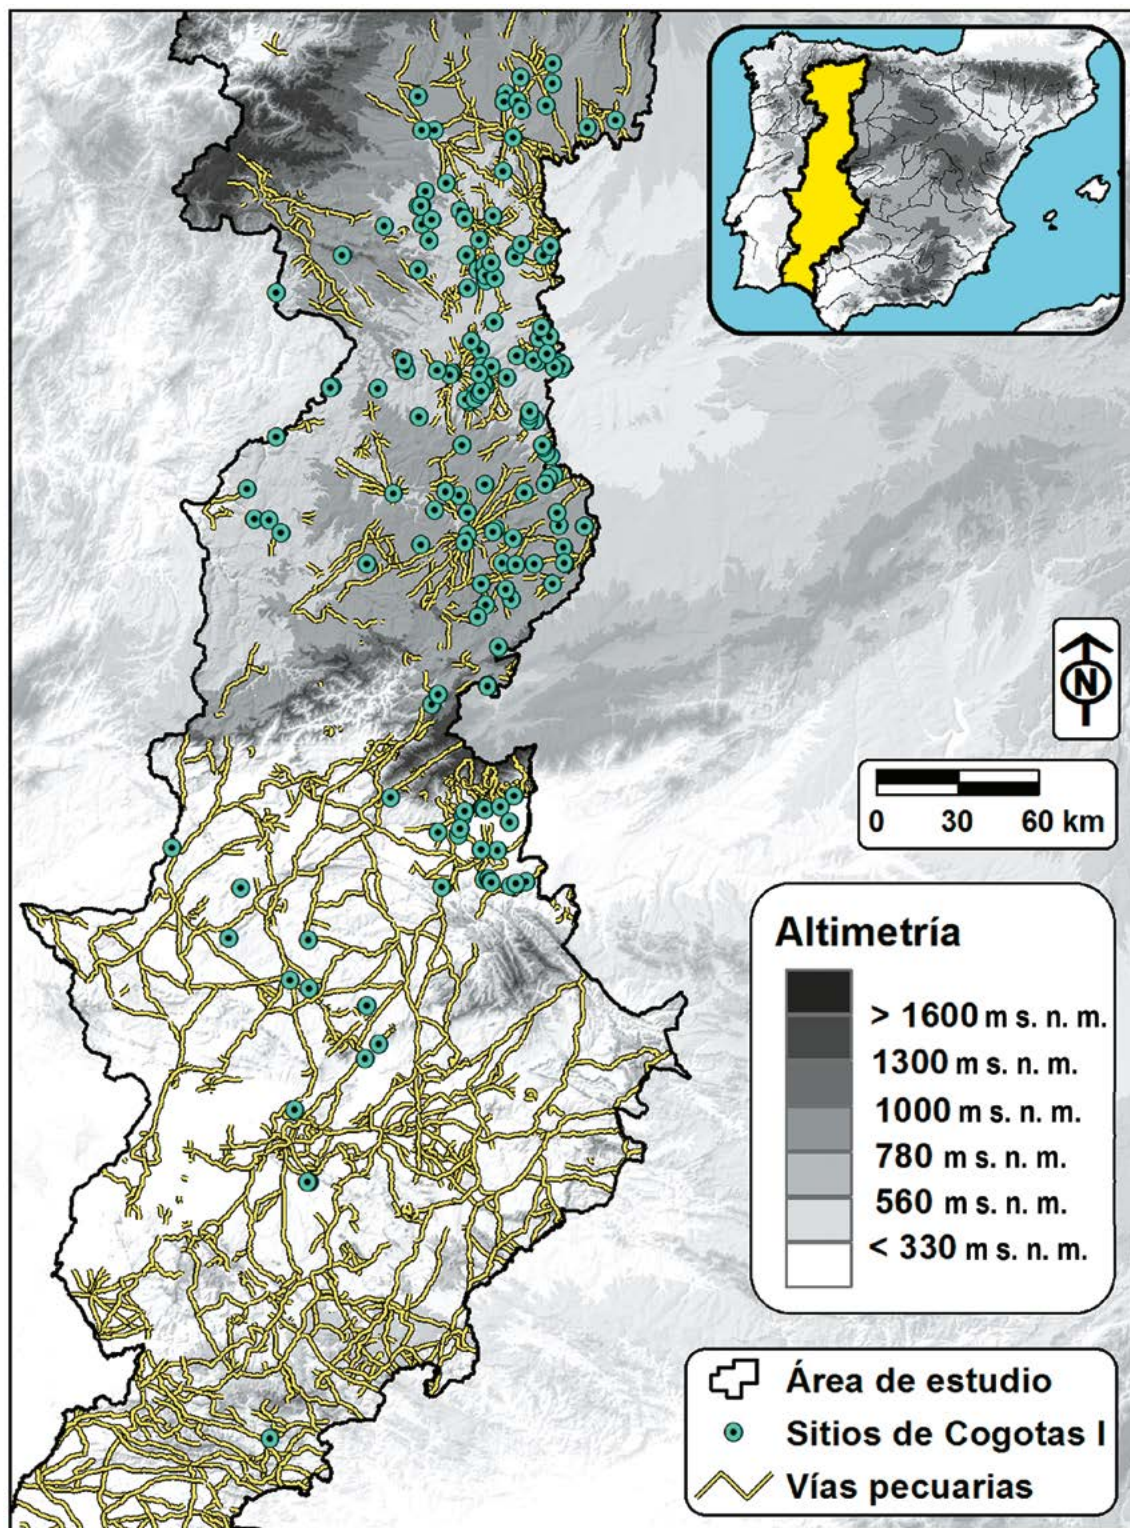 N
0 30 60 km
Altimetría
> 1600 m s. n. m.
1300 m s. n. m.
1000 m s. n. m.
780 m s. n. m.
560 m s. n. m.
< 330 m s. n. m.
Área de estudio
Sitios de Cogotas I
Vías pecuarias